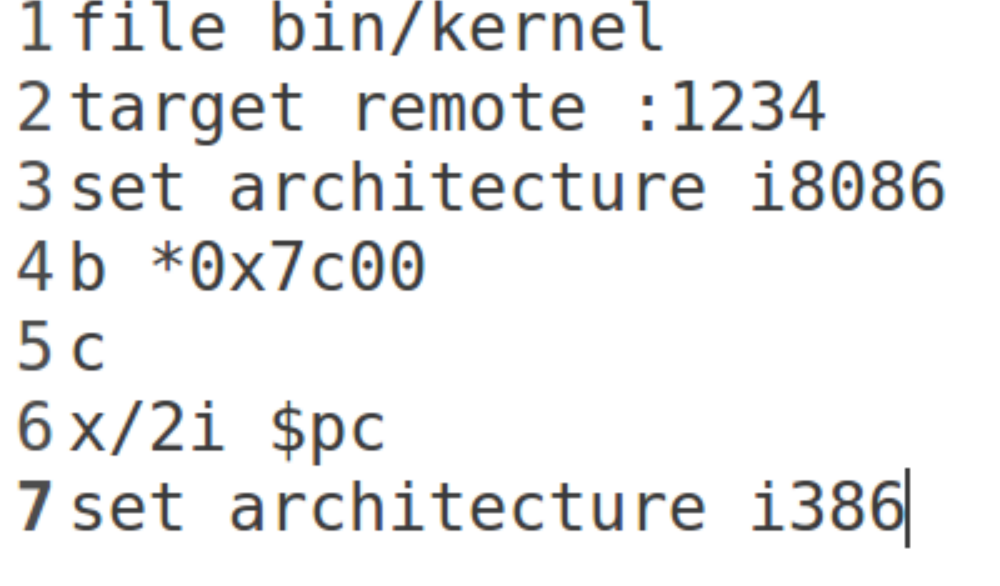 1 file bin/kernel
2 target remote :1234
3 set architecture i8086
4 b *0x7c00
5 c
6 x/2i $pc
7 set architecture i386